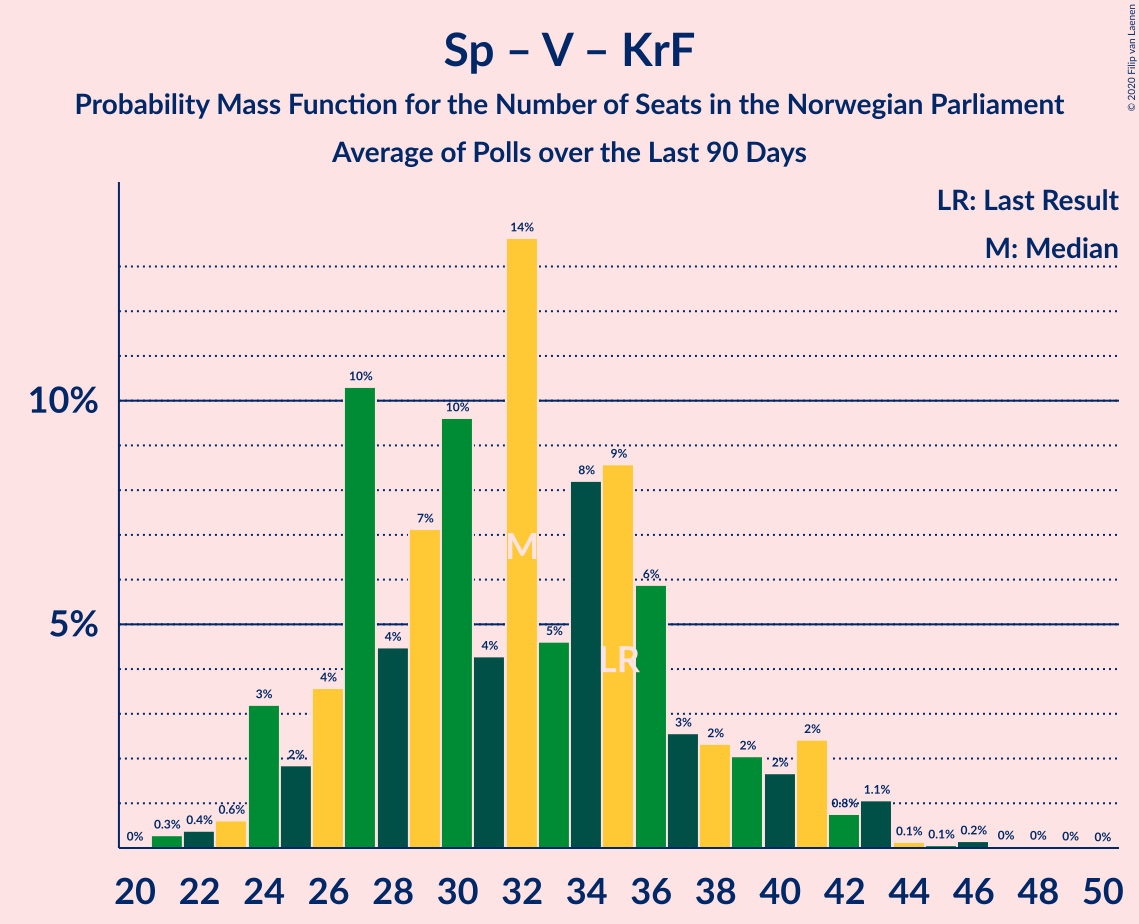 Sp – V – KrF
Probability Mass Function for the Number of Seats in the Norwegian Parliament
Average of Polls over the Last 90 Days
© 2020 Filip van Laenen
LR: Last Result
M: Median
10%
5%
0% 0.3% 0.4% 0.6% 3% 2% 4% 10% 4% 7% 10% 4% 14% 5% 8% 9% 6% 3% 2% 2% 2% 2% 0.8% 1.1% 0.1% 0.1% 0.2% 0% 0% 0% 0%
M
LR
20 22 24 26 28 30 32 34 36 38 40 42 44 46 48 50